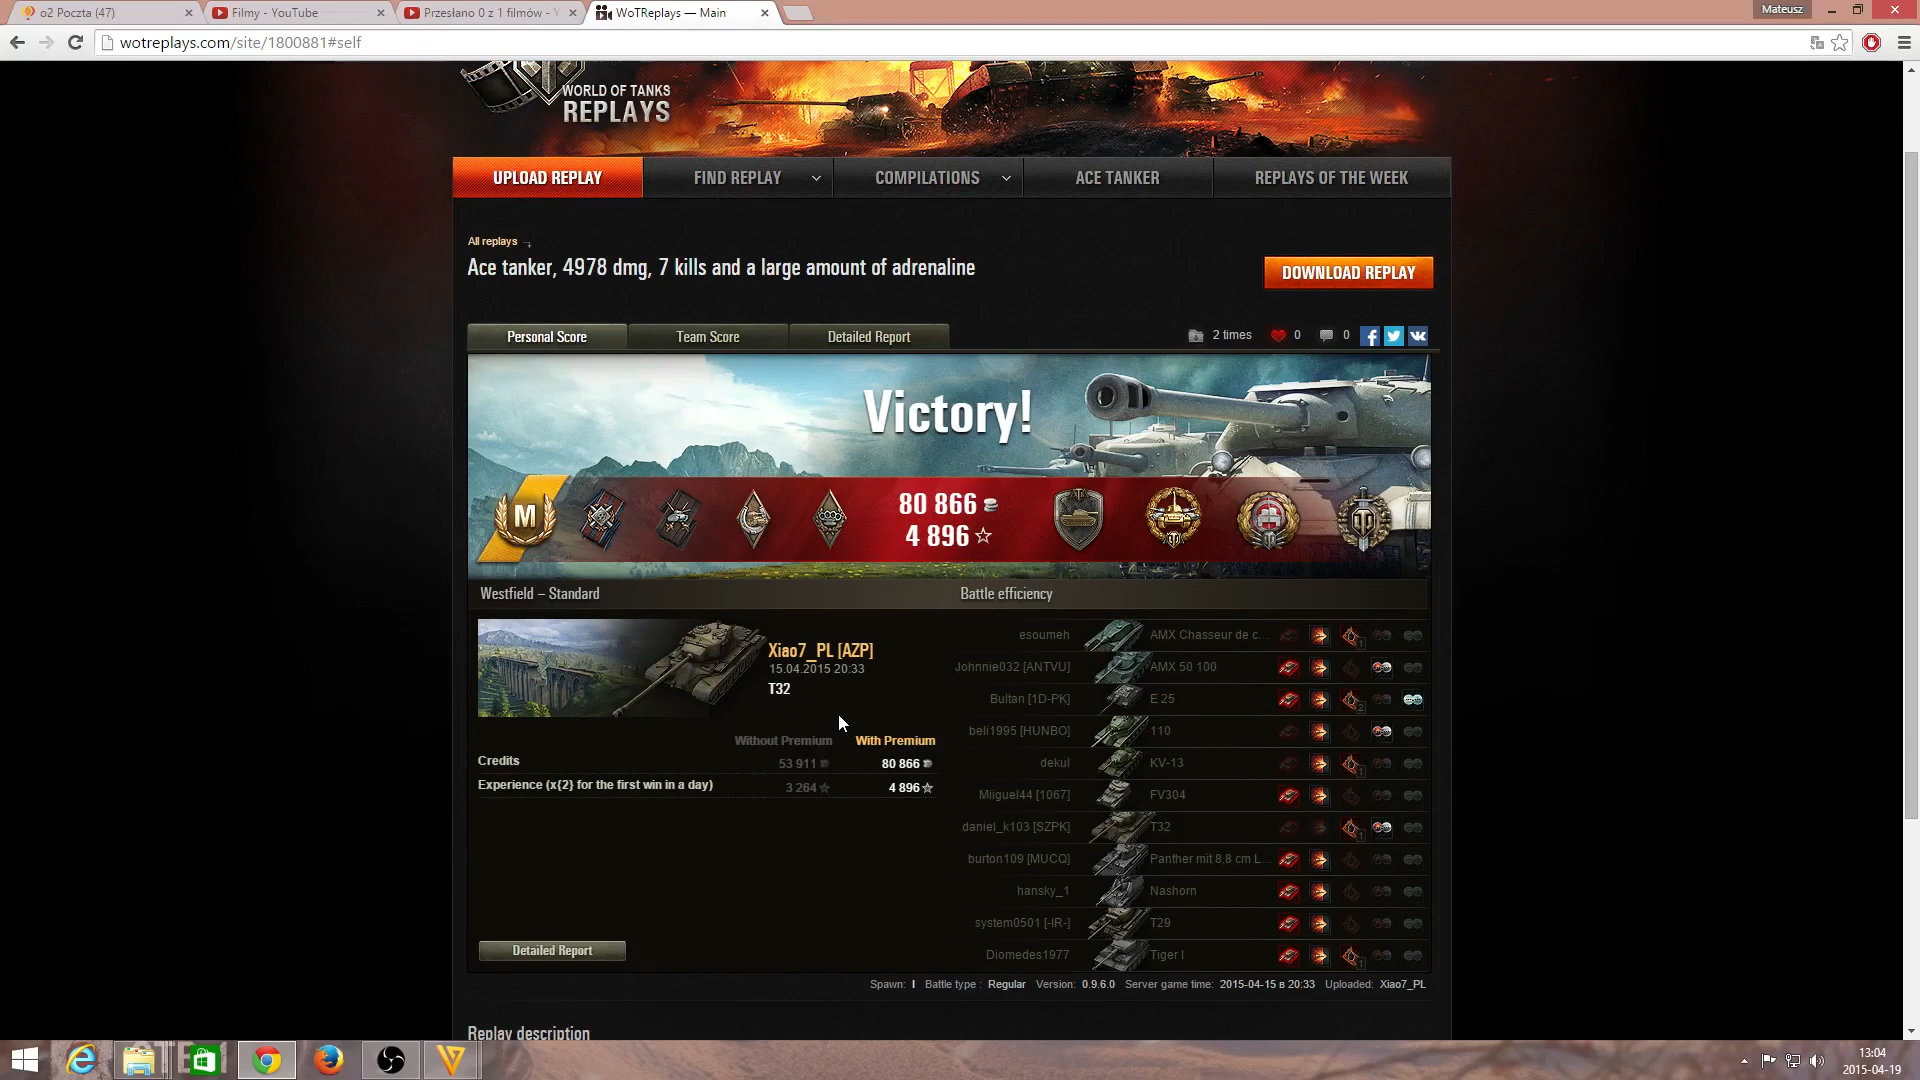 o2 Poczta (47)
Filmy - YouTube
Przesłano 0 z 1 filmów - Y
WoTReplays — Main
Mateusz
wotreplays.com/site/1800881#self
WORLD OF TANKS
REPLAYS
UPLOAD REPLAY
FIND REPLAY
COMPILATIONS
ACE TANKER
REPLAYS OF THE WEEK
All replays
Ace tanker, 4978 dmg, 7 kills and a large amount of adrenaline
DOWNLOAD REPLAY
Personal Score
Team Score
Detailed Report
2 times
0
0
Victory!
M
80 866
4 896
Westfield – Standard
Battle efficiency
Xiao7_PL [AZP]
15.04.2015 20:33
T32
Without Premium
With Premium
Credits
53 911
80 866
Experience (x{2} for the first win in a day)
3 264
4 896
Detailed Report
esoumeh AMX Chasseur de c... 1
Johnnie032 [ANTVU] AMX 50 100
Bultan [1D-PK] E 25 2
beli1995 [HUNBO] 110
dekul KV-13 1
Miiguel44 [1067] FV304
daniel_k103 [SZPK] T32 1
burton109 [MUCQ] Panther mit 8,8 cm L...
hansky_1 Nashorn
system0501 [-IR-] T29
Diomedes1977 Tiger I 1
Spawn: I Battle type : Regular Version: 0.9.6.0 Server game time: 2015-04-15 в 20:33 Uploaded: Xiao7_PL
Replay description
13:04
2015-04-19